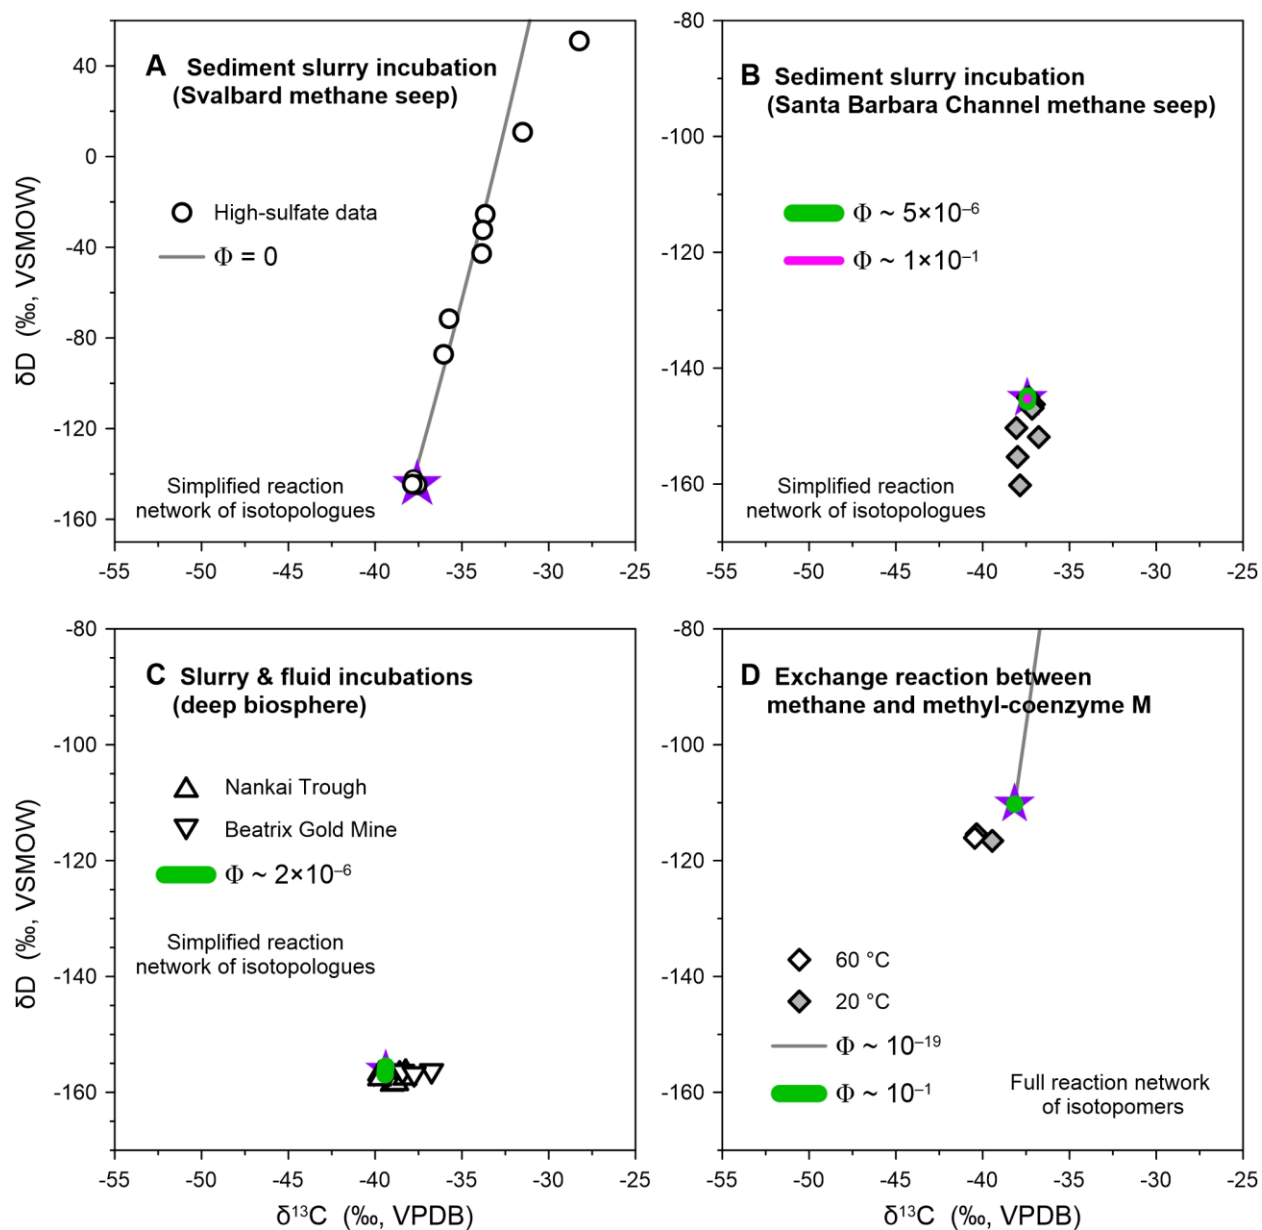 A Sediment slurry incubation
(Svalbard methane seep)
High-sulfate data
Φ = 0
Simplified reaction
network of isotopologues
40
0
-40
-80
-120
-160
δD (‰, VSMOW)
-55 -50 -45 -40 -35 -30 -25
B Sediment slurry incubation
(Santa Barbara Channel methane seep)
Φ ~ 5×10⁻⁶
Φ ~ 1×10⁻¹
Simplified reaction
network of isotopologues
-80
-100
-120
-140
-160
-55 -50 -45 -40 -35 -30 -25
C Slurry & fluid incubations
(deep biosphere)
Nankai Trough
Beatrix Gold Mine
Φ ~ 2×10⁻⁶
Simplified reaction
network of isotopologues
-80
-100
-120
-140
-160
δD (‰, VSMOW)
-55 -50 -45 -40 -35 -30 -25
δ¹³C (‰, VPDB)
D Exchange reaction between
methane and methyl-coenzyme M
60 °C
20 °C
Φ ~ 10⁻¹⁹
Φ ~ 10⁻¹
Full reaction network
of isotopomers
-80
-100
-120
-140
-160
-55 -50 -45 -40 -35 -30 -25
δ¹³C (‰, VPDB)